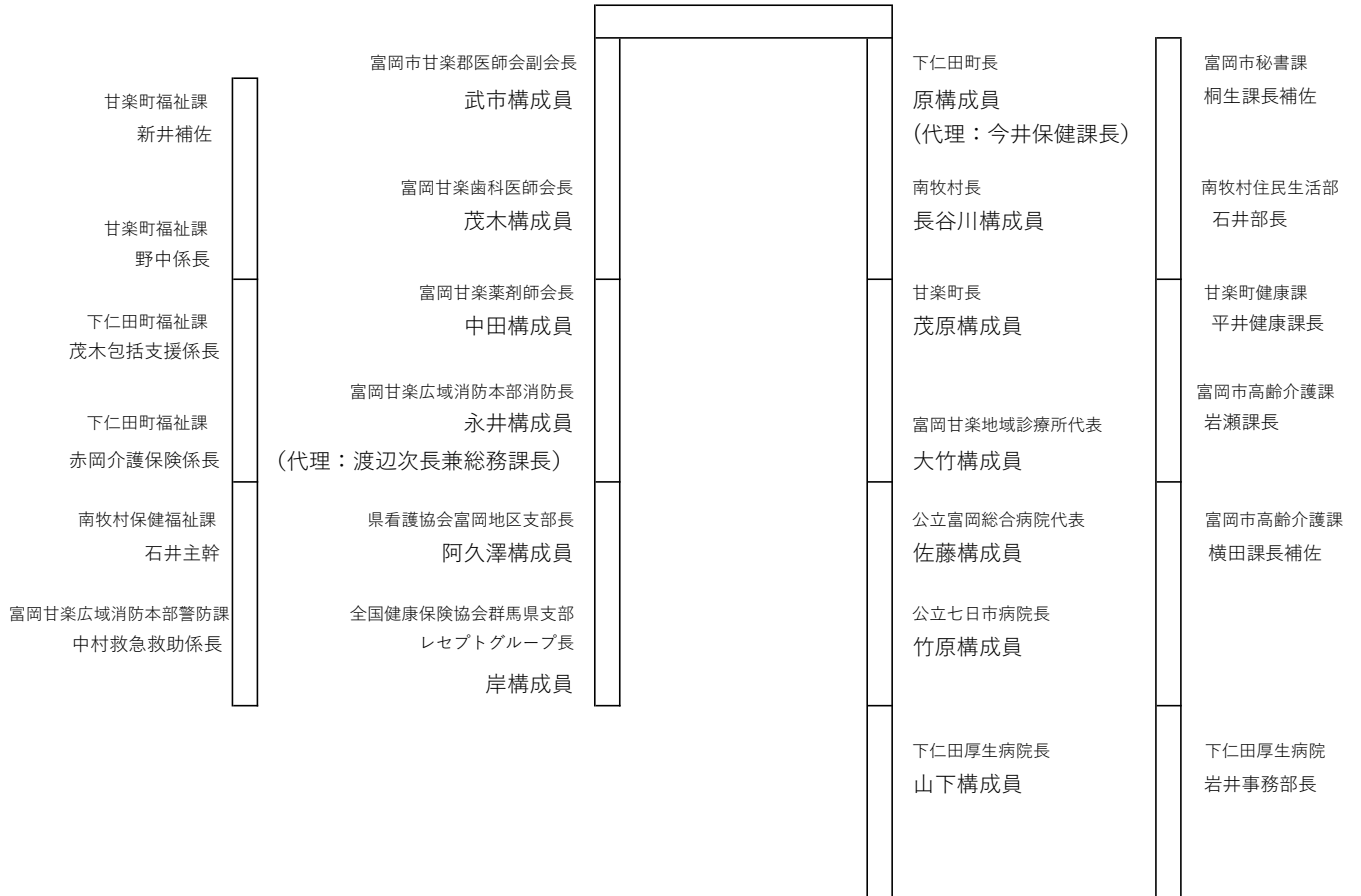 甘楽町福祉課
新井補佐
甘楽町福祉課
野中係長
下仁田町福祉課
茂木包括支援係長
下仁田町福祉課
赤岡介護保険係長
南牧村保健福祉課
石井主幹
富岡甘楽広域消防本部警防課
中村救急救助係長
富岡市甘楽郡医師会副会長
武市構成員
富岡甘楽歯科医師会長
茂木構成員
富岡甘楽薬剤師会長
中田構成員
富岡甘楽広域消防本部消防長
永井構成員
（代理：渡辺次長兼総務課長）
県看護協会富岡地区支部長
阿久澤構成員
全国健康保険協会群馬県支部
レセプトグループ長
岸構成員
下仁田町長
原構成員
(代理：今井保健課長)
南牧村長
長谷川構成員
甘楽町長
茂原構成員
富岡甘楽地域診療所代表
大竹構成員
公立富岡総合病院代表
佐藤構成員
公立七日市病院長
竹原構成員
下仁田厚生病院長
山下構成員
富岡市秘書課
桐生課長補佐
南牧村住民生活部
石井部長
甘楽町健康課
平井健康課長
富岡市高齢介護課
岩瀬課長
富岡市高齢介護課
横田課長補佐
下仁田厚生病院
岩井事務部長